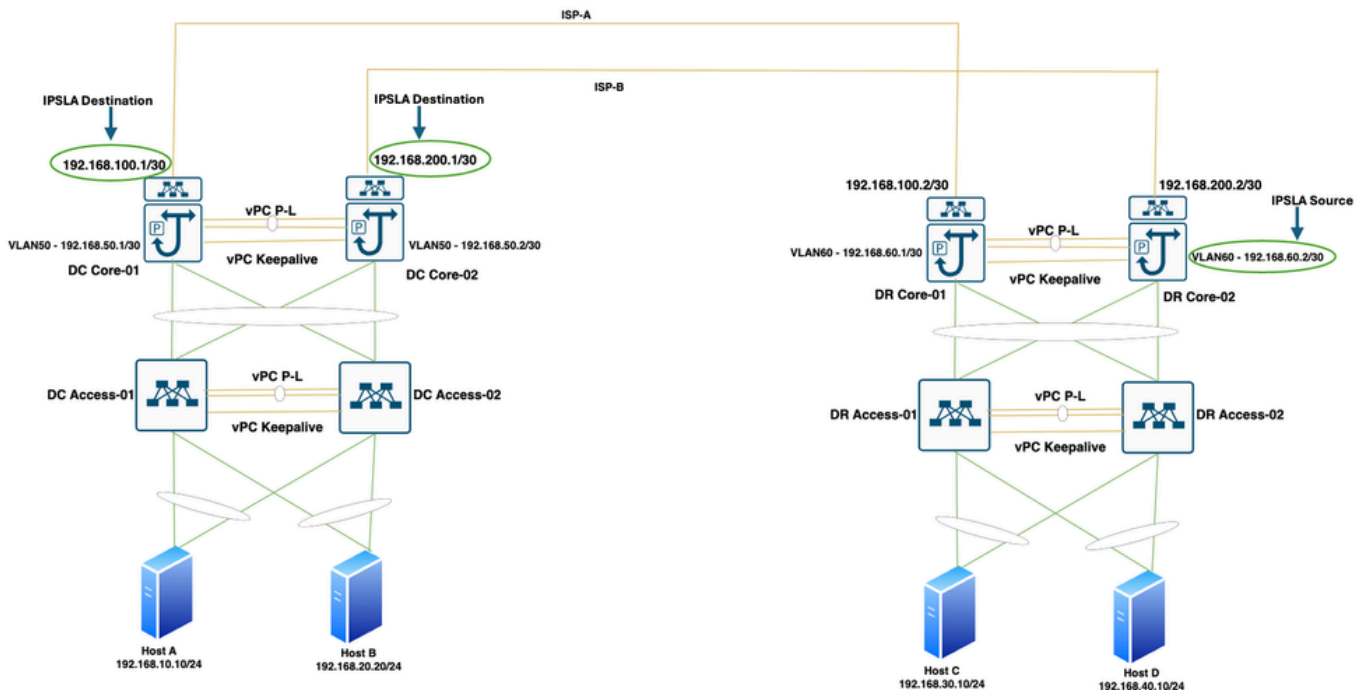 ISP-A
ISP-B
IPSLA Destination
IPSLA Destination
192.168.100.1/30
192.168.200.1/30
192.168.100.2/30
192.168.200.2/30
IPSLA Source
vPC P-L
P
P
VLAN50 - 192.168.50.1/30
VLAN50 - 192.168.50.2/30
vPC Keepalive
DC Core-01
DC Core-02
vPC P-L
P
P
VLAN60 - 192.168.60.1/30
VLAN60 - 192.168.60.2/30
vPC Keepalive
DR Core-01
DR Core-02
vPC P-L
DC Access-01
DC Access-02
vPC Keepalive
vPC P-L
DR Access-01
DR Access-02
vPC Keepalive
Host A
192.168.10.10/24
Host B
192.168.20.20/24
Host C
192.168.30.10/24
Host D
192.168.40.10/24